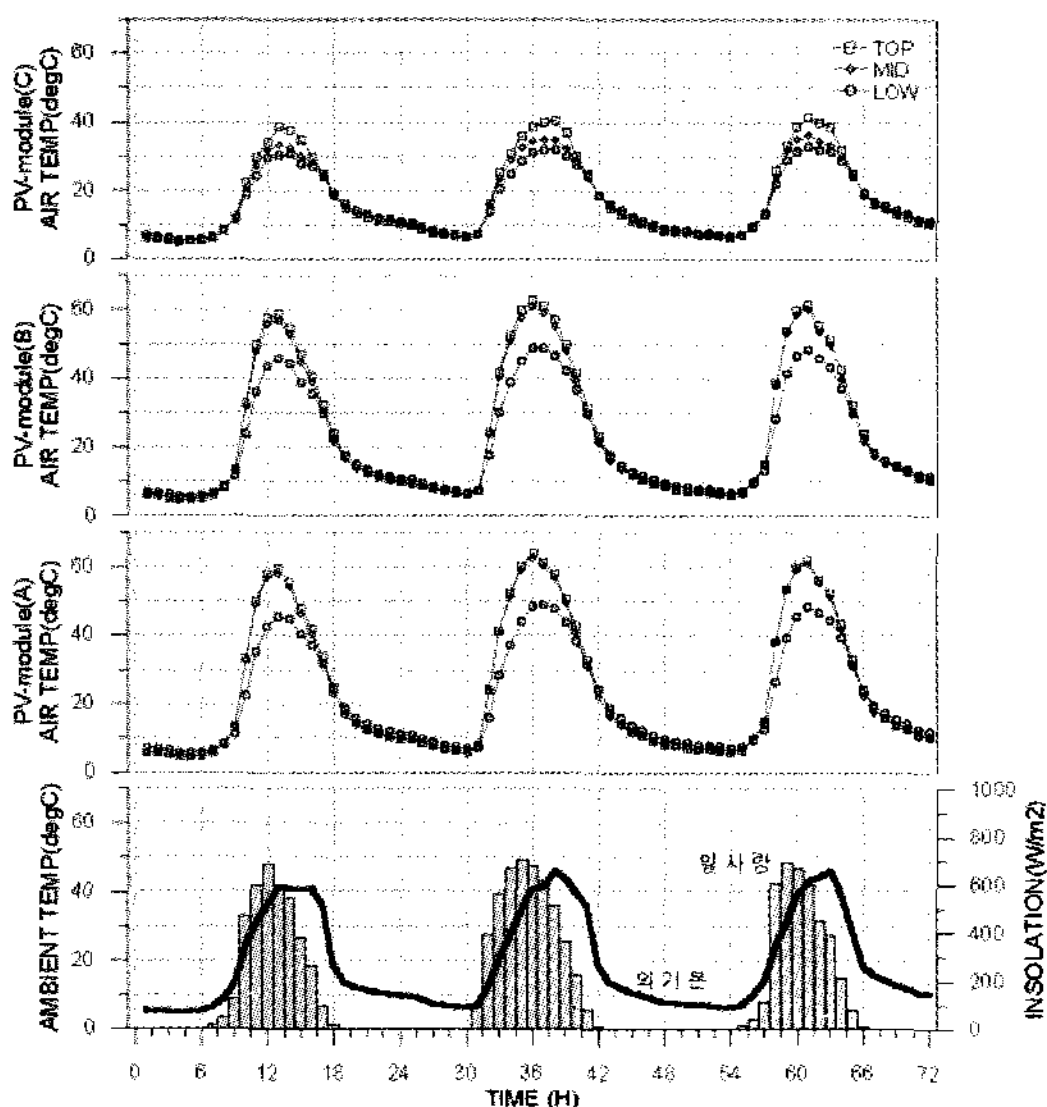 PV-module(C)
AIR TEMP(degC)
60
40
20
0
TOP
MID
LOW
PV-module(B)
AIR TEMP(degC)
60
40
20
0
PV-module(A)
AIR TEMP(degC)
60
40
20
0
AMBIENT TEMP(degC)
60
40
20
0
일사량
외기온
1000
800
600
400
200
0
INSOLATION(W/m2)
0 6 12 18 24 30 36 42 48 54 60 66 72
TIME (H)